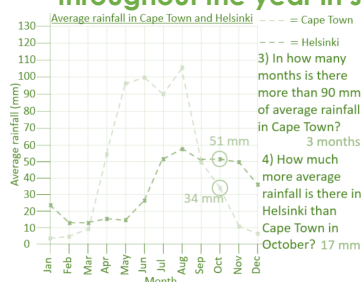 throughout the year in s
Average rainfall in Cape Town and Helsinki
= Cape Town
= Helsinki
130
120
110
100
90
80
70
60
50
40
30
20
10
0
Average rainfall (mm)
Jan
Feb
Mar
Apr
May
Jun
Jul
Aug
Sep
Oct
Nov
Dec
Month
51 mm
34 mm
3) In how many
months is there
more than 90 mm
of average rainfall
in Cape Town?
3 months
4) How much
more average
rainfall is there in
Helsinki than
Cape Town in
October? 17 mm